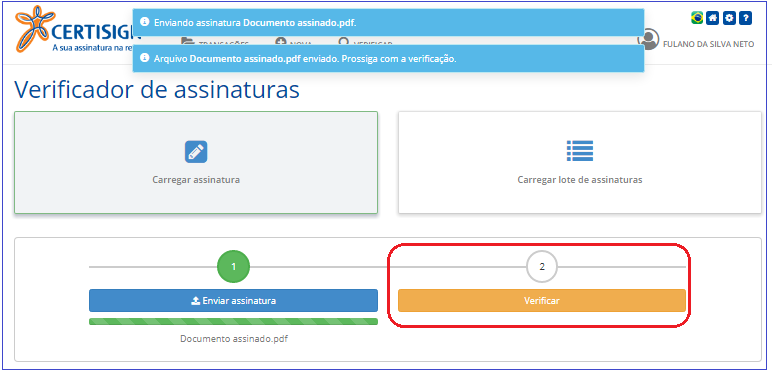 Enviando assinatura Documento assinado.pdf.
CERTISIGN
A sua assinatura na re
TRANSAÇÕES NOVA VERIFICAR
FULANO DA SILVA NETO
Arquivo Documento assinado.pdf enviado. Prossiga com a verificação.
Verificador de assinaturas
Carregar assinatura
Carregar lote de assinaturas
1
2
Enviar assinatura
Verificar
Documento assinado.pdf